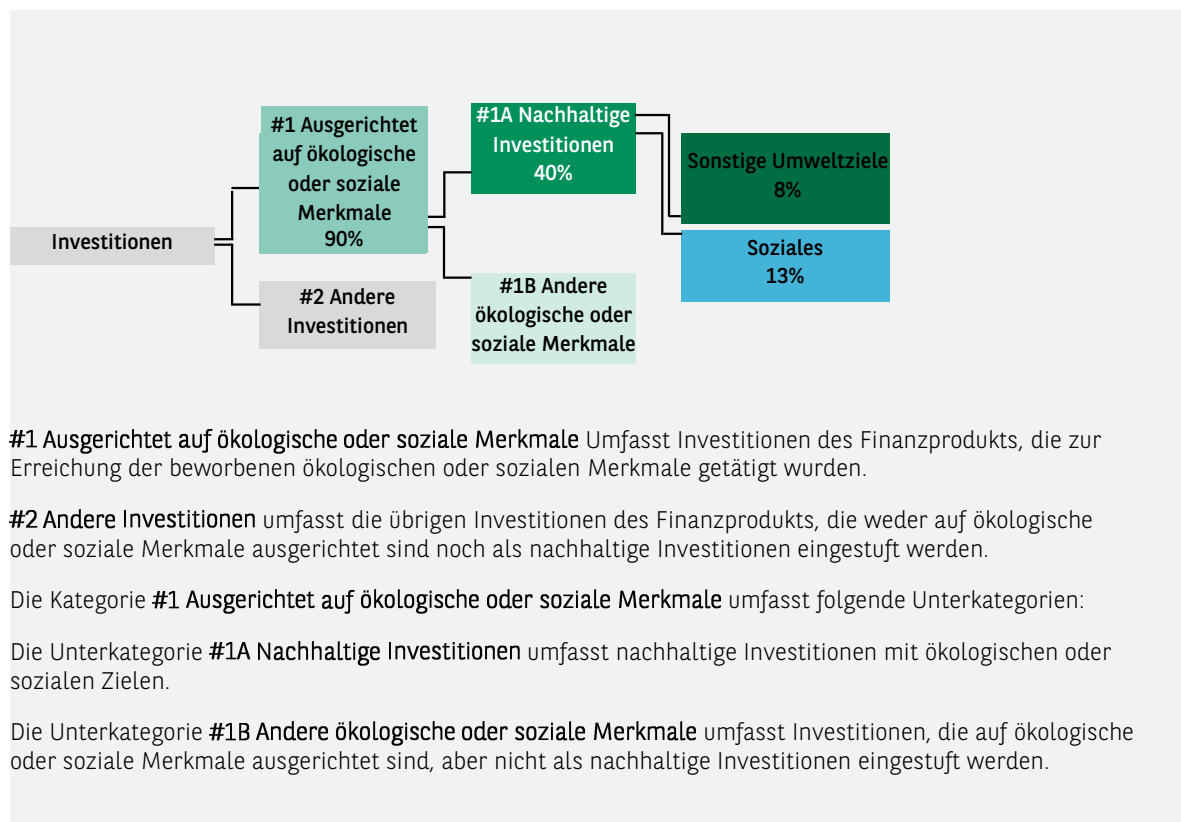 #1 Ausgerichtet
auf ökologische
oder soziale
Merkmale
90%
#1A Nachhaltige
Investitionen
40%
Sonstige Umweltziele
8%
Investitionen
Soziales
13%
#2 Andere
Investitionen
#1B Andere
ökologische oder
soziale Merkmale
#1 Ausgerichtet auf ökologische oder soziale Merkmale Umfasst Investitionen des Finanzprodukts, die zur
Erreichung der beworbenen ökologischen oder sozialen Merkmale getätigt wurden.
#2 Andere Investitionen umfasst die übrigen Investitionen des Finanzprodukts, die weder auf ökologische
oder soziale Merkmale ausgerichtet sind noch als nachhaltige Investitionen eingestuft werden.
Die Kategorie #1 Ausgerichtet auf ökologische oder soziale Merkmale umfasst folgende Unterkategorien:
Die Unterkategorie #1A Nachhaltige Investitionen umfasst nachhaltige Investitionen mit ökologischen oder
sozialen Zielen.
Die Unterkategorie #1B Andere ökologische oder soziale Merkmale umfasst Investitionen, die auf ökologische
oder soziale Merkmale ausgerichtet sind, aber nicht als nachhaltige Investitionen eingestuft werden.